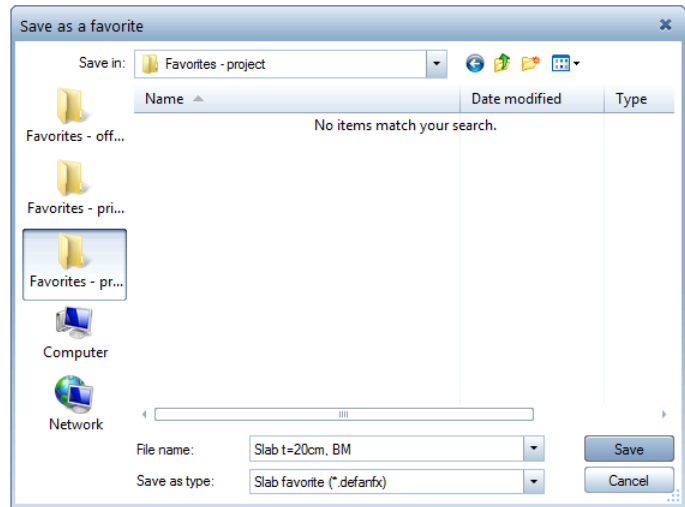 Save as a favorite
Save in: Favorites - project
Name Date modified Type
No items match your search.
Favorites - off...
Favorites - pri...
Favorites - pr...
Computer
Network
File name: Slab t=20cm, BM Save
Save as type: Slab favorite (*.defanfx) Cancel